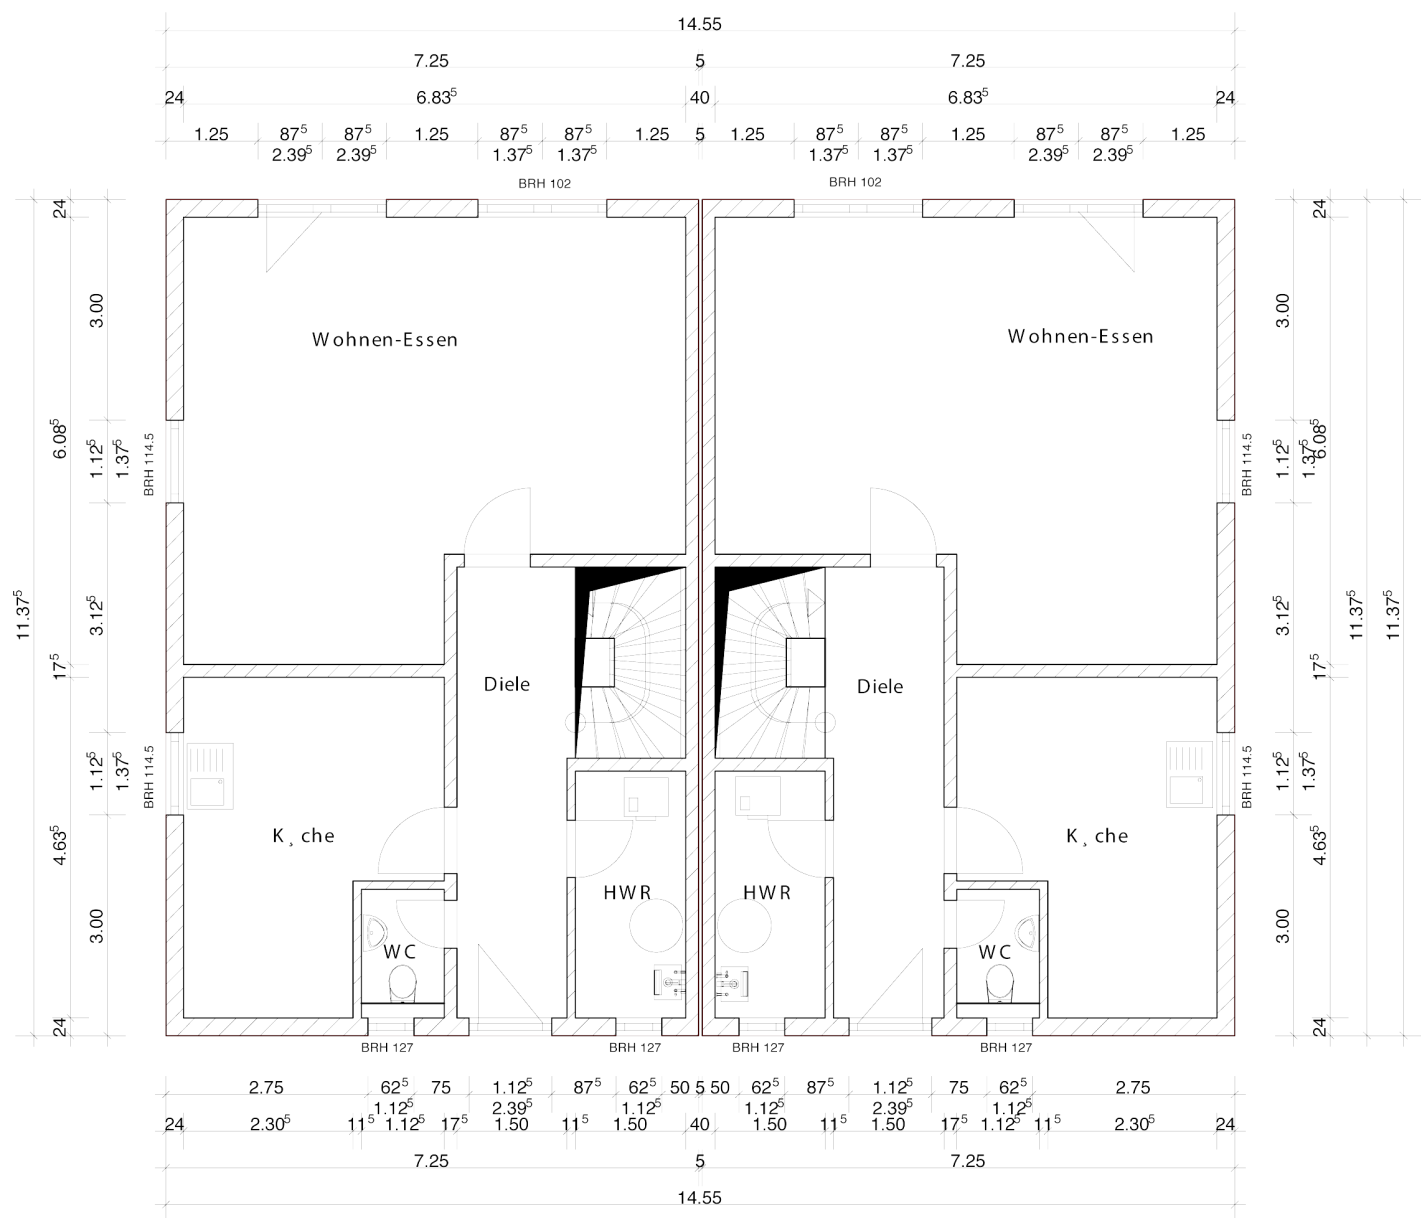 14.55
7.25 5 7.25
24 6.83⁵ 40 6.83⁵ 24
1.25 87⁵ 87⁵ 1.25 87⁵ 87⁵ 1.25 5 1.25 87⁵ 87⁵ 1.25 87⁵ 87⁵ 1.25
2.39⁵ 2.39⁵ 1.37⁵ 1.37⁵ 1.37⁵ 1.37⁵ 2.39⁵ 2.39⁵
BRH 102 BRH 102
11.37⁵
24
6.08⁵
17⁵
4.63⁵
24
3.00
1.12⁵
1.37⁵
3.12⁵
1.12⁵
1.37⁵
3.00
BRH 114.5
BRH 114.5
Wohnen-Essen Wohnen-Essen
Diele Diele
K¸che K¸che
HWR HWR
WC WC
BRH 114.5
BRH 114.5
3.00
1.12⁵
1.37⁵
3.12⁵
1.12⁵
1.37⁵
3.00
24
6.08⁵
17⁵
4.63⁵
24
11.37⁵
11.37⁵
BRH 127 BRH 127 BRH 127 BRH 127
2.75 62⁵ 75 1.12⁵ 87⁵ 62⁵ 50 5 50 62⁵ 87⁵ 1.12⁵ 75 62⁵ 2.75
1.12⁵ 2.39⁵ 1.12⁵ 1.12⁵ 2.39⁵ 1.12⁵
24 2.30⁵ 11⁵ 1.12⁵ 17⁵ 1.50 11⁵ 1.50 40 1.50 11⁵ 1.50 17⁵ 1.12⁵ 11⁵ 2.30⁵ 24
7.25 5 7.25
14.55